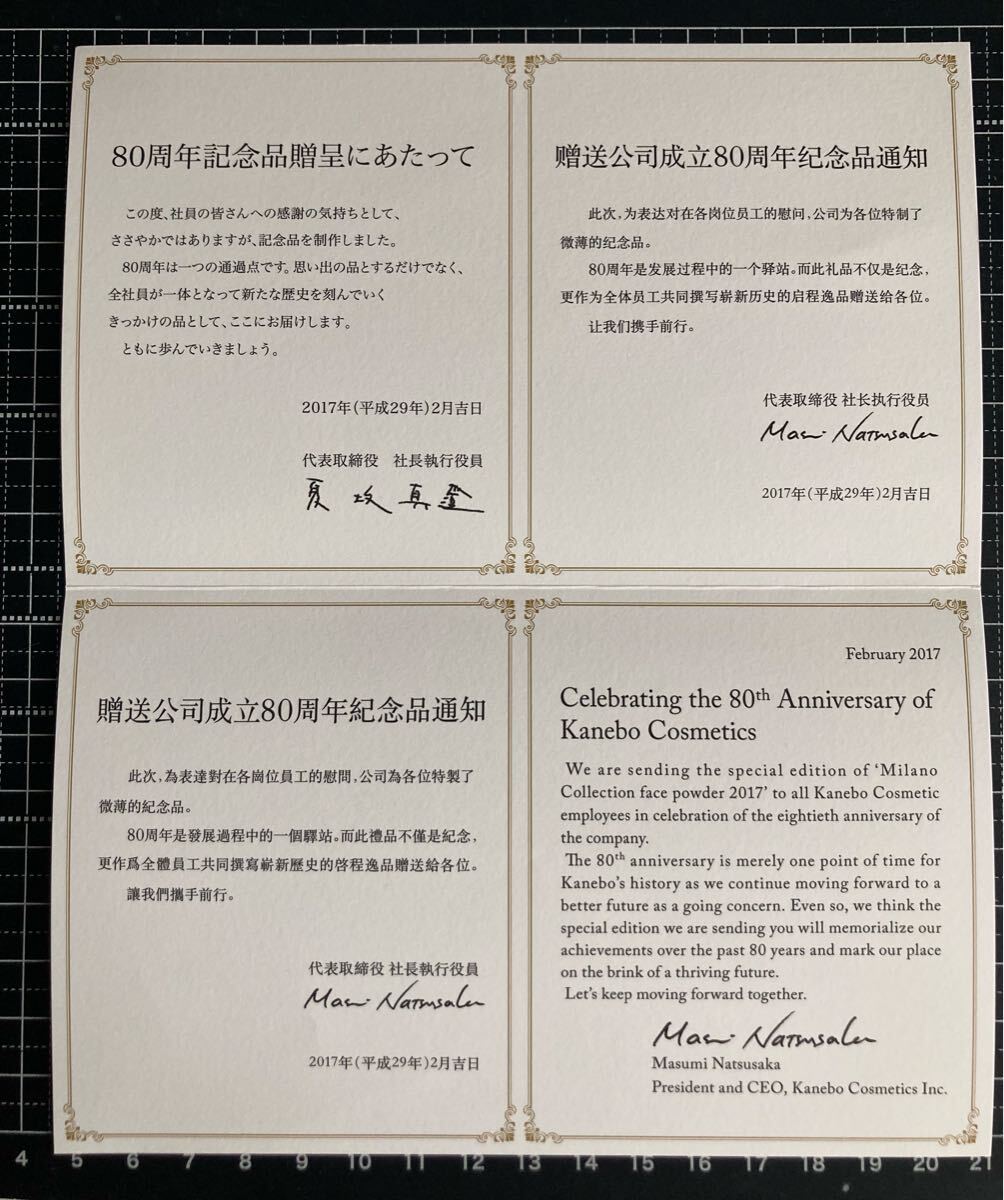 80周年記念品贈呈にあたって
この度、社員の皆さんへの感謝の気持ちとして、
ささやかではありますが、記念品を制作しました。
80周年は一つの通過点です。思い出の品とするだけでなく、
全社員が一体となって新たな歴史を刻んでいく
きっかけの品として、ここにお届けします。
ともに歩んでいきましょう。
2017年(平成29年)2月吉日
代表取締役 社長執行役員
夏坂真澄
赠送公司成立80周年纪念品通知
此次,为表达对在各岗位员工的慰问,公司为各位特制了
微薄的纪念品。
80周年是发展过程中的一个驿站。而此礼品不仅是纪念,
更作为全体员工共同撰写崭新历史的启程逸品赠送给各位。
让我们携手前行。
代表取缔役 社长执行役员
Masumi Natsusaka
2017年(平成29年)2月吉日
贈送公司成立80周年紀念品通知
此次,為表達對在各崗位員工的慰問,公司為各位特製了
微薄的紀念品。
80周年是發展過程中的一個驛站。而此禮品不僅是紀念,
更作爲全體員工共同撰寫嶄新歷史的啓程逸品贈送給各位。
讓我們攜手前行。
代表取締役 社長執行役員
Masumi Natsusaka
2017年(平成29年)2月吉日
February 2017
Celebrating the 80th Anniversary of
Kanebo Cosmetics
We are sending the special edition of ‘Milano
Collection face powder 2017’ to all Kanebo Cosmetic
employees in celebration of the eightieth anniversary of
the company.
The 80th anniversary is merely one point of time for
Kanebo’s history as we continue moving forward to a
better future as a going concern. Even so, we think the
special edition we are sending you will memorialize our
achievements over the past 80 years and mark our place
on the brink of a thriving future.
Let’s keep moving forward together.
Masumi Natsusaka
Masumi Natsusaka
President and CEO, Kanebo Cosmetics Inc.
4 5 6 7 8 9 10 11 12 13 14 15 16 17 18 19 20 21